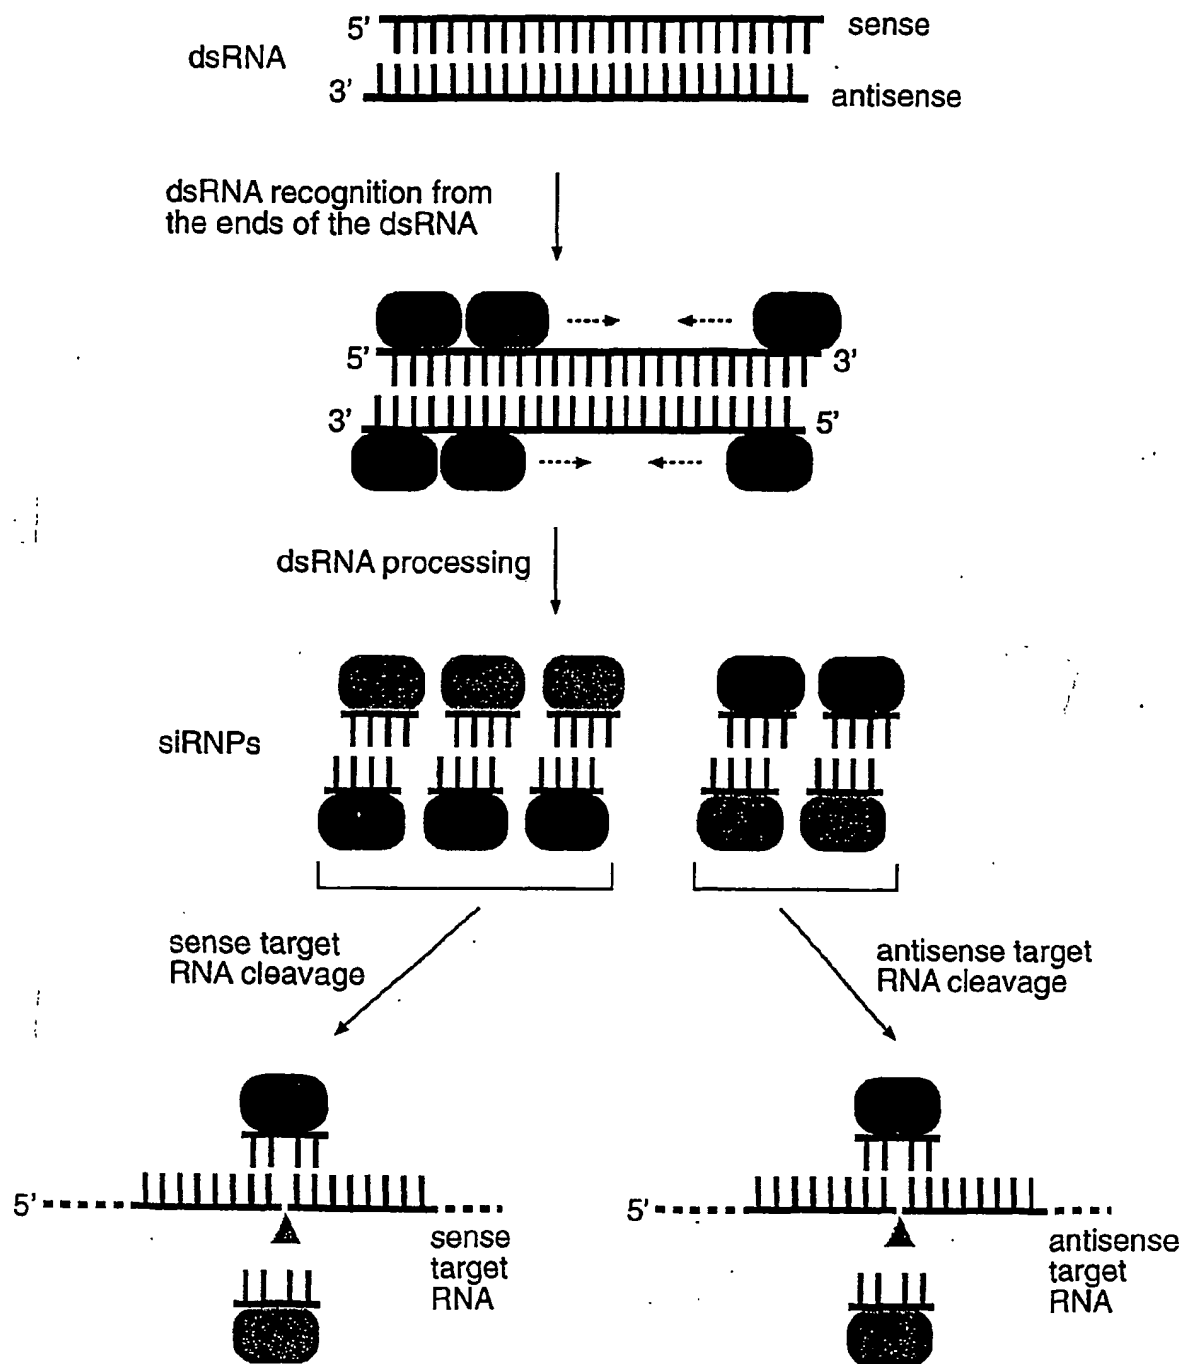 5' sense
dsRNA
3' antisense
dsRNA recognition from
the ends of the dsRNA
5' 3'
3' 5'
dsRNA processing
siRNPs
sense target
RNA cleavage
antisense target
RNA cleavage
5'
sense
target
RNA
5'
antisense
target
RNA